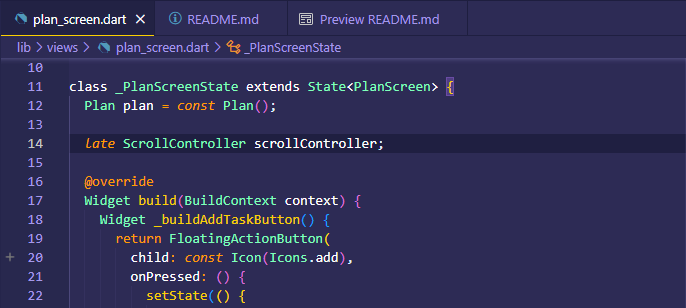 plan_screen.dart README.md Preview README.md
lib > views > plan_screen.dart > _PlanScreenState
10
11 class _PlanScreenState extends State<PlanScreen> {
12 Plan plan = const Plan();
13
14 late ScrollController scrollController;
15
16 @override
17 Widget build(BuildContext context) {
18 Widget _buildAddTaskButton() {
19 return FloatingActionButton(
20 child: const Icon(Icons.add),
21 onPressed: () {
22 setState(() {